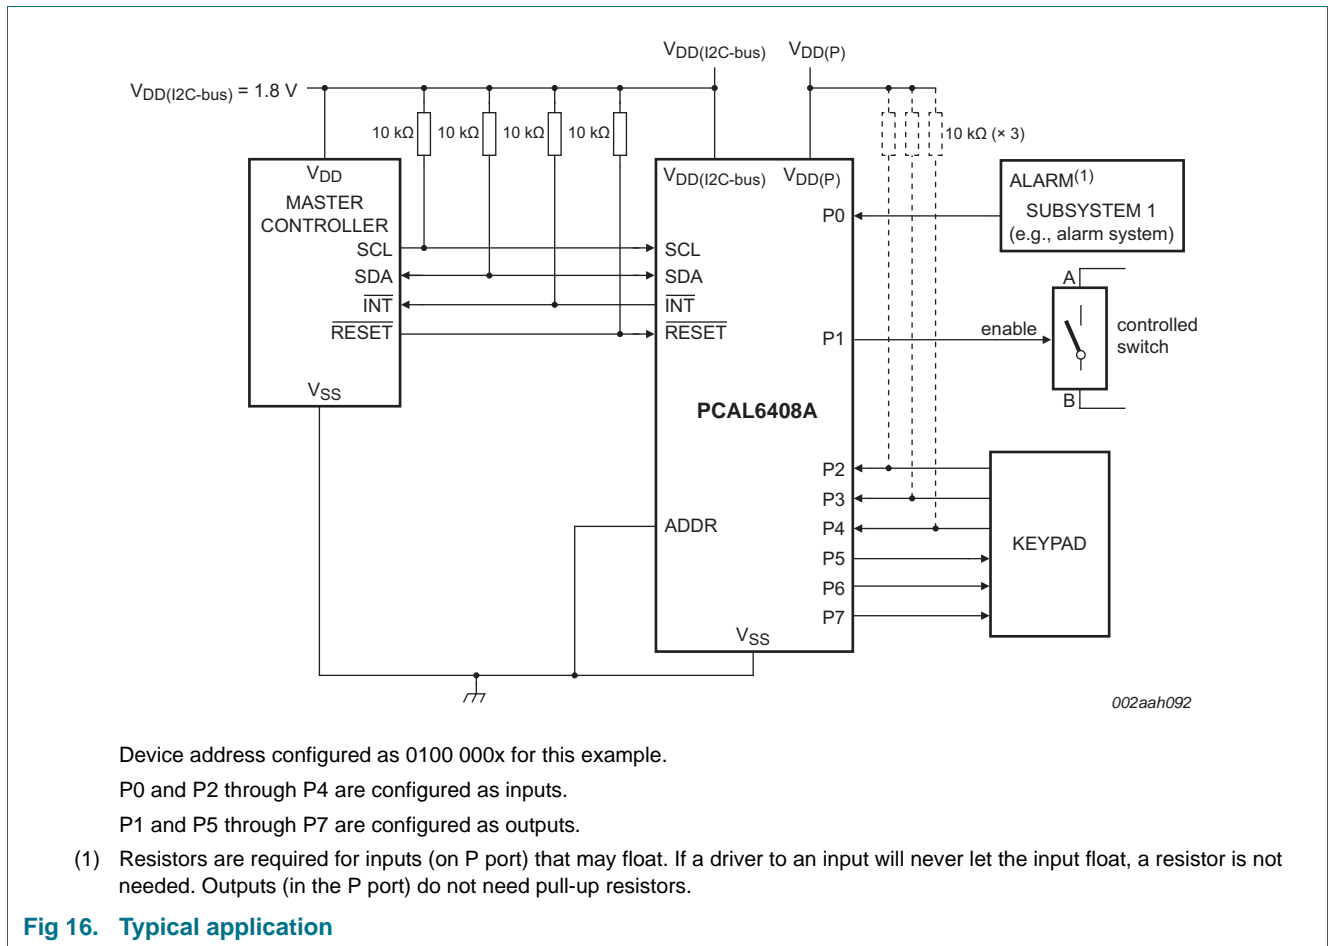 VDD(I2C-bus) VDD(P)
VDD(I2C-bus) = 1.8 V
10 kΩ 10 kΩ 10 kΩ 10 kΩ 10 kΩ (× 3)
VDD
MASTER
CONTROLLER
SCL
SDA
INT
RESET
VSS
VDD(I2C-bus) VDD(P)
SCL
SDA
INT
RESET
PCAL6408A
ADDR
VSS
P0
P1
P2
P3
P4
P5
P6
P7
ALARM(1)
SUBSYSTEM 1
(e.g., alarm system)
A
enable
controlled
switch
B
KEYPAD
002aah092
Device address configured as 0100 000x for this example.
P0 and P2 through P4 are configured as inputs.
P1 and P5 through P7 are configured as outputs.
(1) Resistors are required for inputs (on P port) that may float. If a driver to an input will never let the input float, a resistor is not
needed. Outputs (in the P port) do not need pull-up resistors.
Fig 16. Typical application